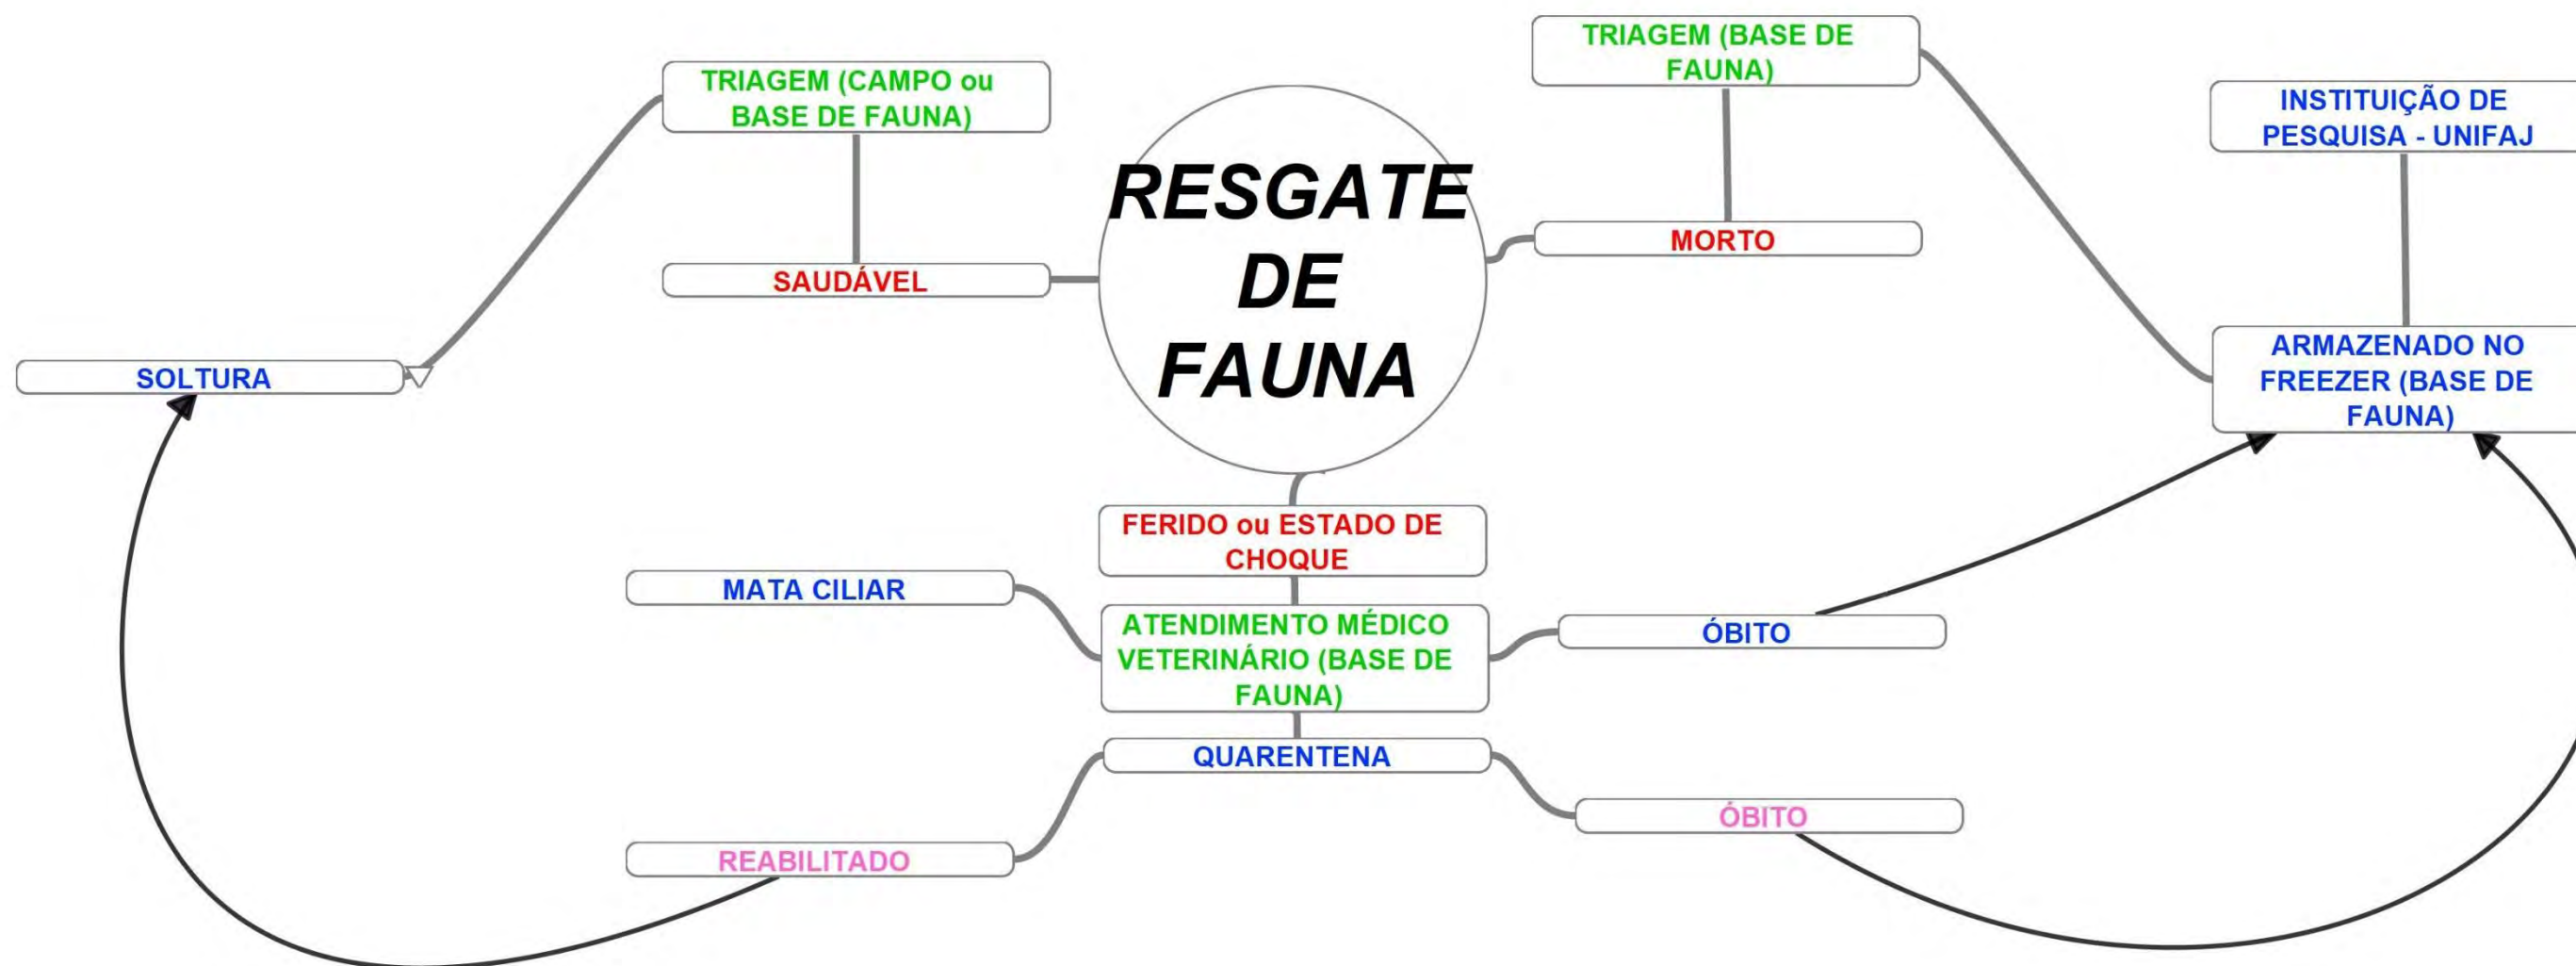 TRIAGEM (BASE DE
FAUNA)
TRIAGEM (CAMPO ou
BASE DE FAUNA)
INSTITUIÇÃO DE
PESQUISA - UNIFAJ
RESGATE
DE
FAUNA
MORTO
SAUDÁVEL
SOLTURA
ARMAZENADO NO
FREEZER (BASE DE
FAUNA)
FERIDO ou ESTADO DE
CHOQUE
MATA CILIAR
ATENDIMENTO MÉDICO
VETERINÁRIO (BASE DE
FAUNA)
ÓBITO
QUARENTENA
ÓBITO
REABILITADO